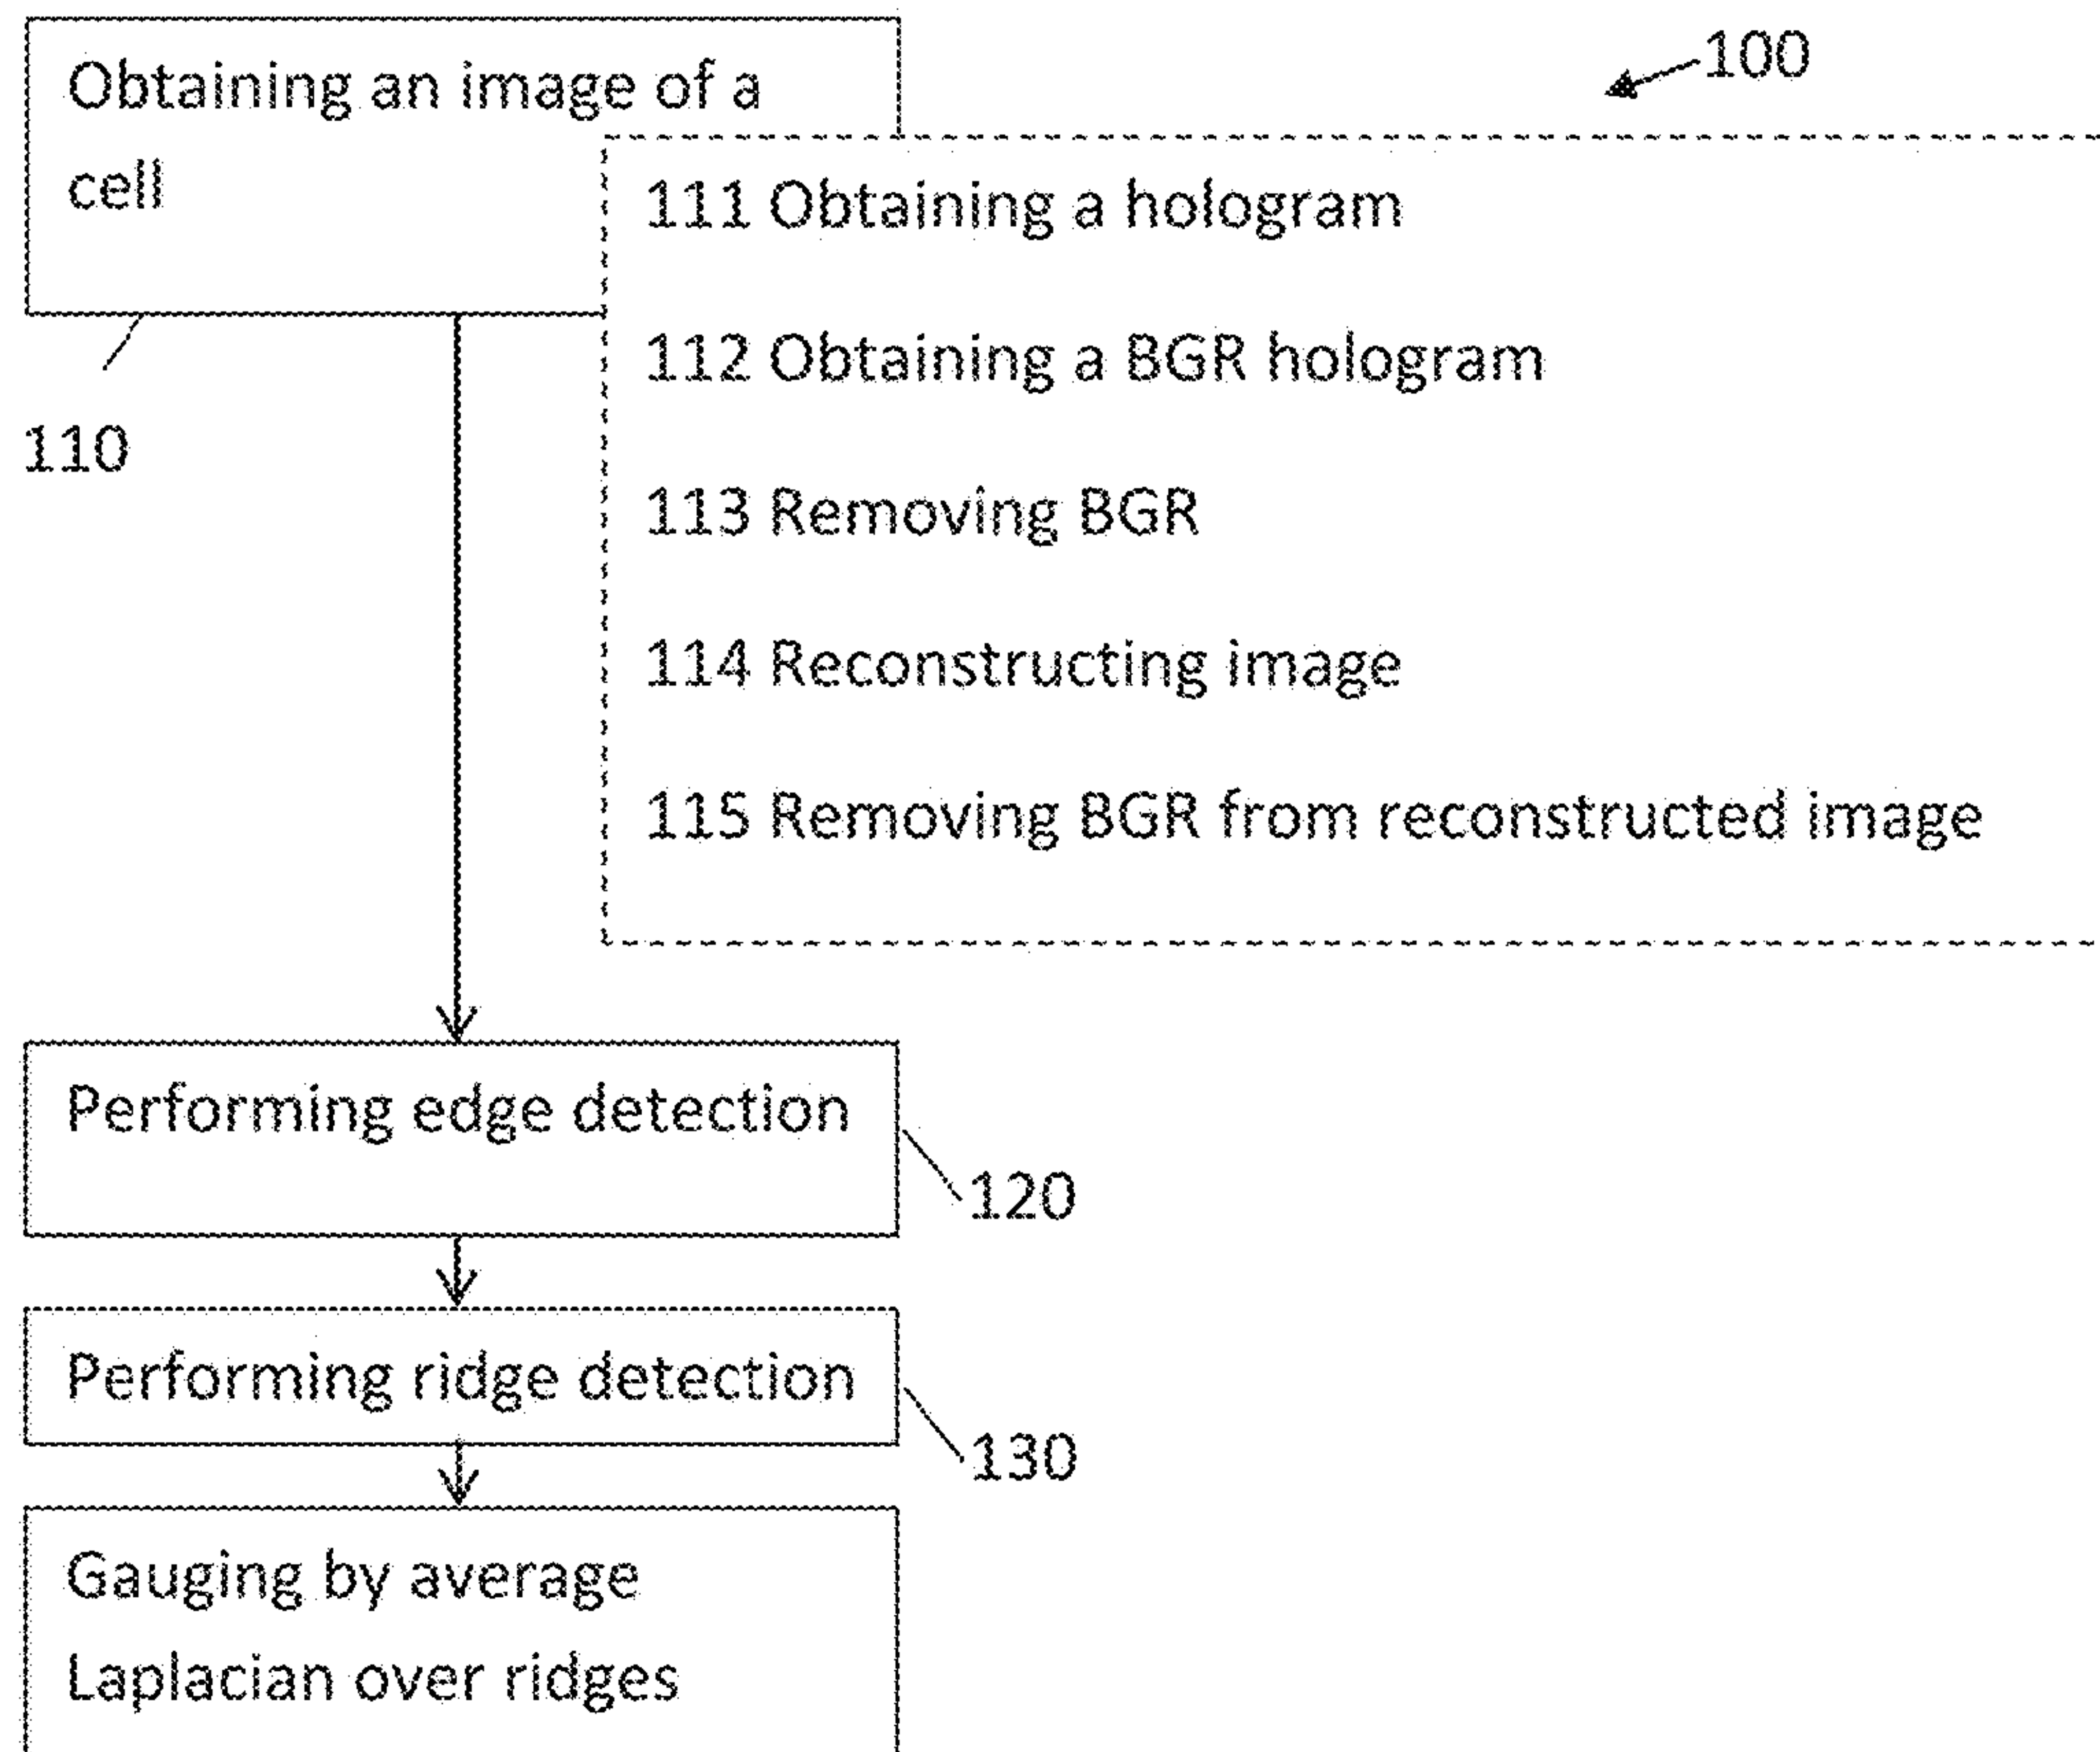 100
Obtaining an image of a
cell
110
111 Obtaining a hologram
112 Obtaining a BGR hologram
113 Removing BGR
114 Reconstructing image
115 Removing BGR from reconstructed image
Performing edge detection
120
Performing ridge detection
130
Gauging by average
Laplacian over ridges